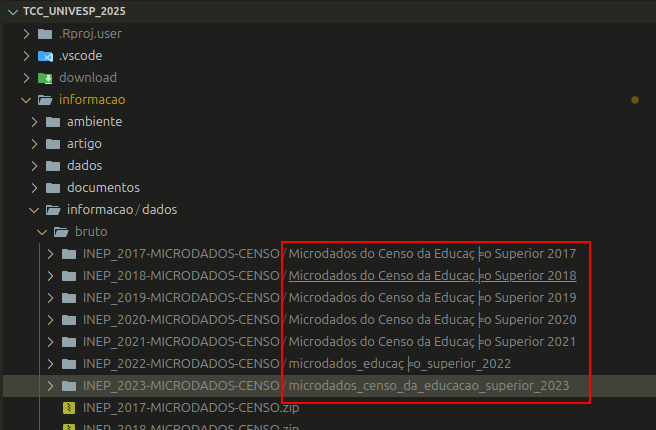 TCC_UNIVESP_2025
.Rproj.user
.vscode
download
informacao
ambiente
artigo
dados
documentos
informacao/dados
bruto
INEP_2017-MICRODADOS-CENSO/Microdados do Censo da Educaç╞o Superior 2017
INEP_2018-MICRODADOS-CENSO/Microdados do Censo da Educaç╞o Superior 2018
INEP_2019-MICRODADOS-CENSO/Microdados do Censo da Educaç╞o Superior 2019
INEP_2020-MICRODADOS-CENSO/Microdados do Censo da Educaç╞o Superior 2020
INEP_2021-MICRODADOS-CENSO/Microdados do Censo da Educaç╞o Superior 2021
INEP_2022-MICRODADOS-CENSO/microdados_educaç╞o_superior_2022
INEP_2023-MICRODADOS-CENSO/microdados_censo_da_educacao_superior_2023
INEP_2017-MICRODADOS-CENSO.zip
INEP_2018-MICRODADOS-CENSO.zip